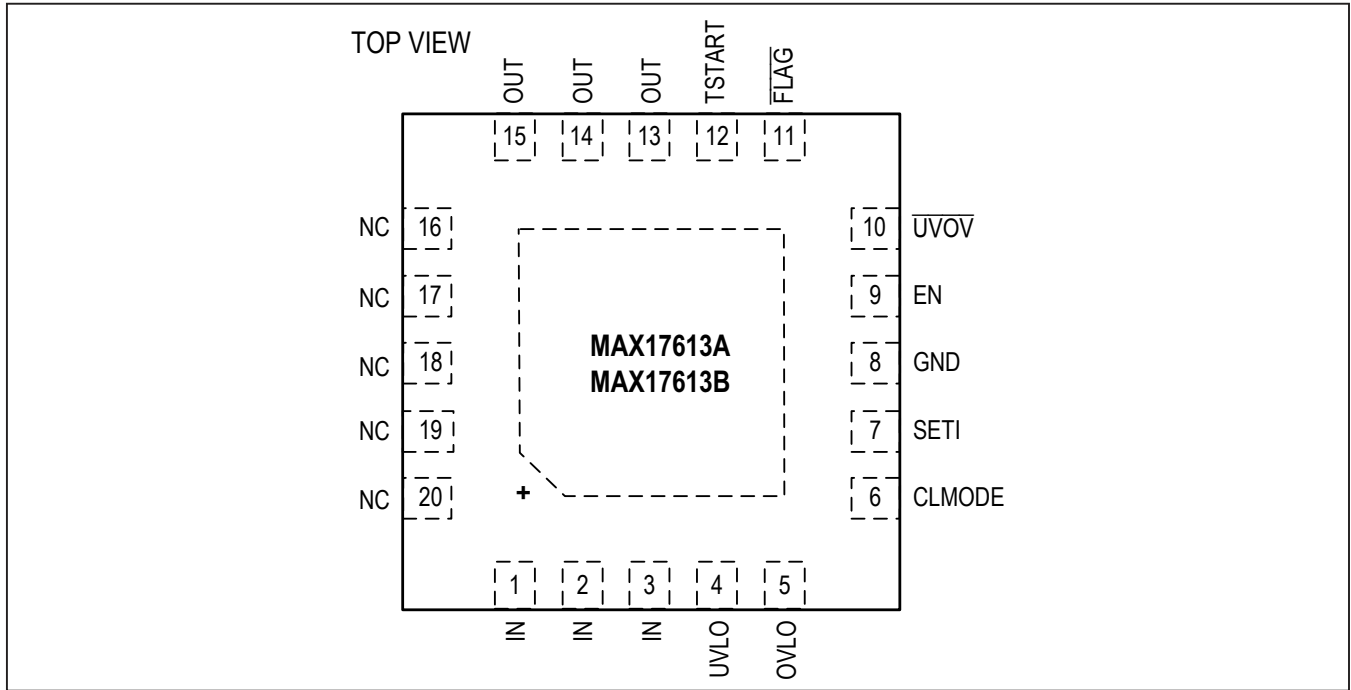 TOP VIEW
OUT
OUT
OUT
TSTART
F̅L̅A̅G̅
15
14
13
12
11
NC 16
10 U̅V̅O̅V̅
NC 17
9 EN
MAX17613A
MAX17613B
NC 18
8 GND
NC 19
7 SETI
NC 20
+
6 CLMODE
1
2
3
4
5
IN
IN
IN
UVLO
OVLO